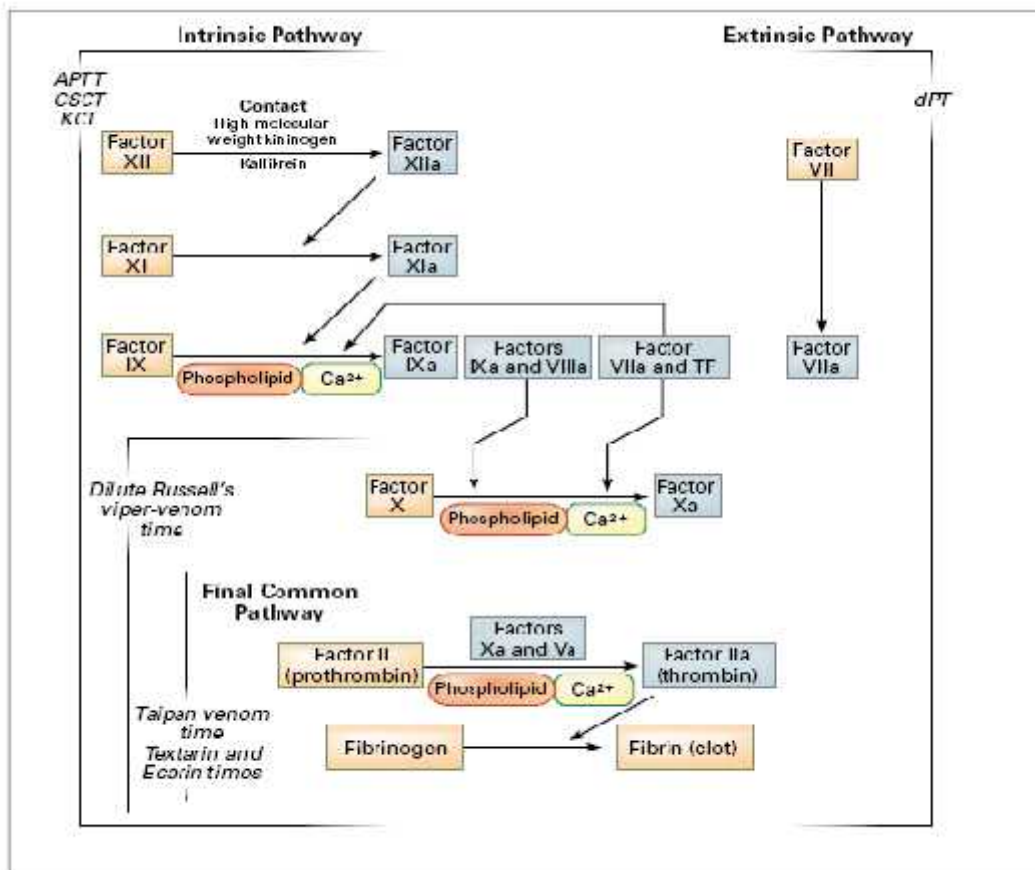 Intrinsic Pathway
Extrinsic Pathway
APTT
CSCT
KCT
dPT
Contact
High molecular
weight kininogen
Kallikrein
Factor
XII
Factor
XIIa
Factor
VII
Factor
XI
Factor
XIa
Factor
IX
Phospholipid
Ca2+
Factor
IXa
Factors
IXa and VIIIa
Factor
VIIa and TF
Factor
VIIa
Dilute Russell's
viper-venom
time
Factor
X
Phospholipid
Ca2+
Factor
Xa
Final Common
Pathway
Factor II
(prothrombin)
Factors
Xa and Va
Phospholipid
Ca2+
Factor IIa
(thrombin)
Taipan venom
time
Textarin and
Ecarin times
Fibrinogen
Fibrin (clot)